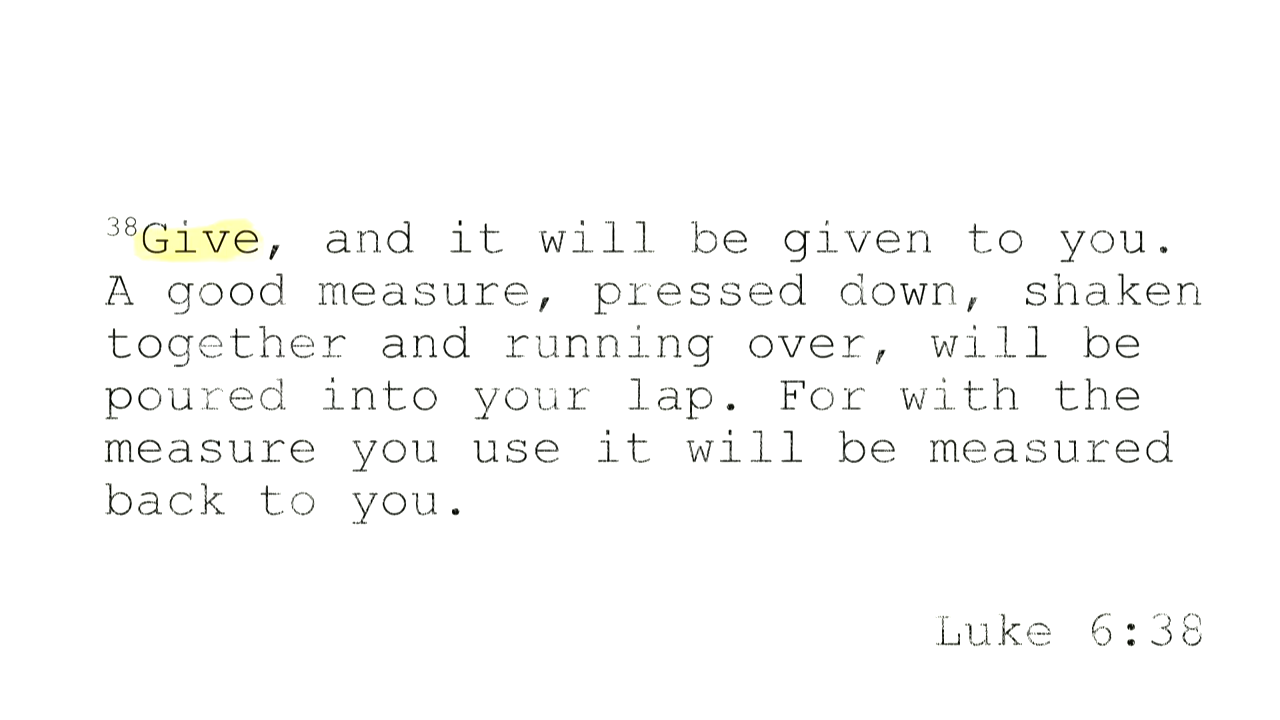 38Give, and it will be given to you.
A good measure, pressed down, shaken
together and running over, will be
poured into your lap. For with the
measure you use it will be measured
back to you.
Luke 6:38